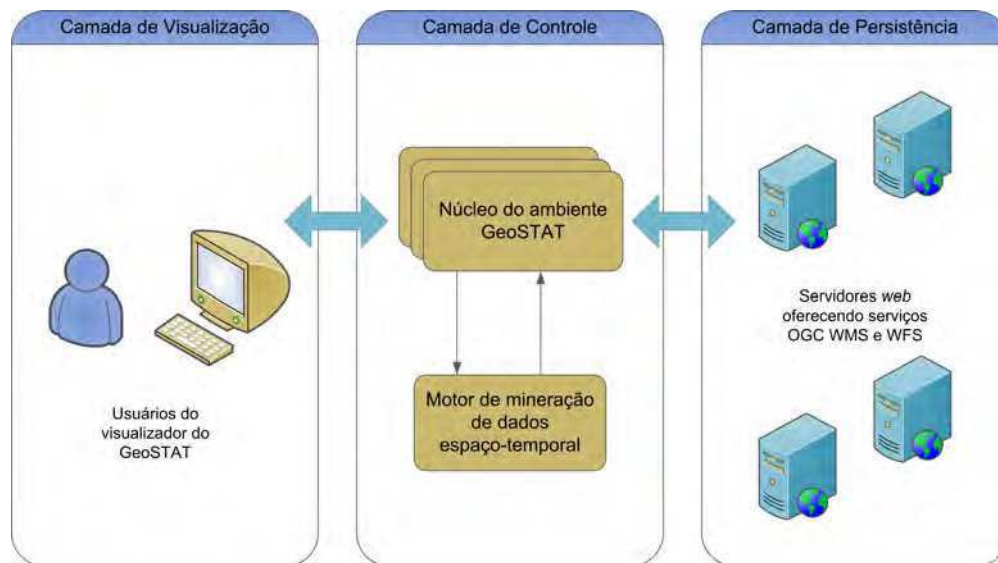 Camada de Visualização
Camada de Controle
Camada de Persistência
Núcleo do ambiente
GeoSTAT
Motor de mineração
de dados
espaço-temporal
Usuários do
visualizador do
GeoSTAT
Servidores web
oferecendo serviços
OGC WMS e WFS